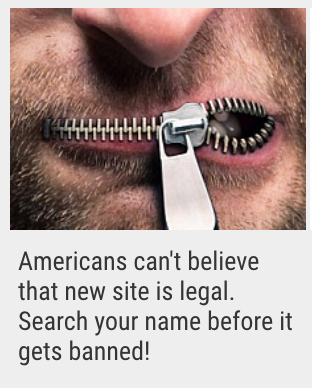 Americans can't believe
that new site is legal.
Search your name before it
gets banned!